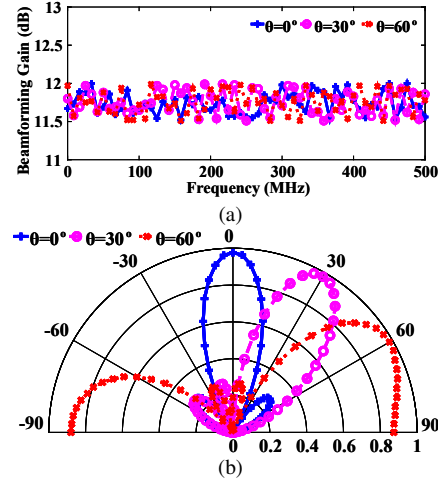 13
12.5
12
11.5
11
Beamforming Gain (dB)
θ=0° θ=30° θ=60°
0 100 200 300 400 500
Frequency (MHz)
(a)
θ=0° θ=30° θ=60°
0
-30 30
-60 60
-90 90
0 0.2 0.4 0.6 0.8 1
(b)